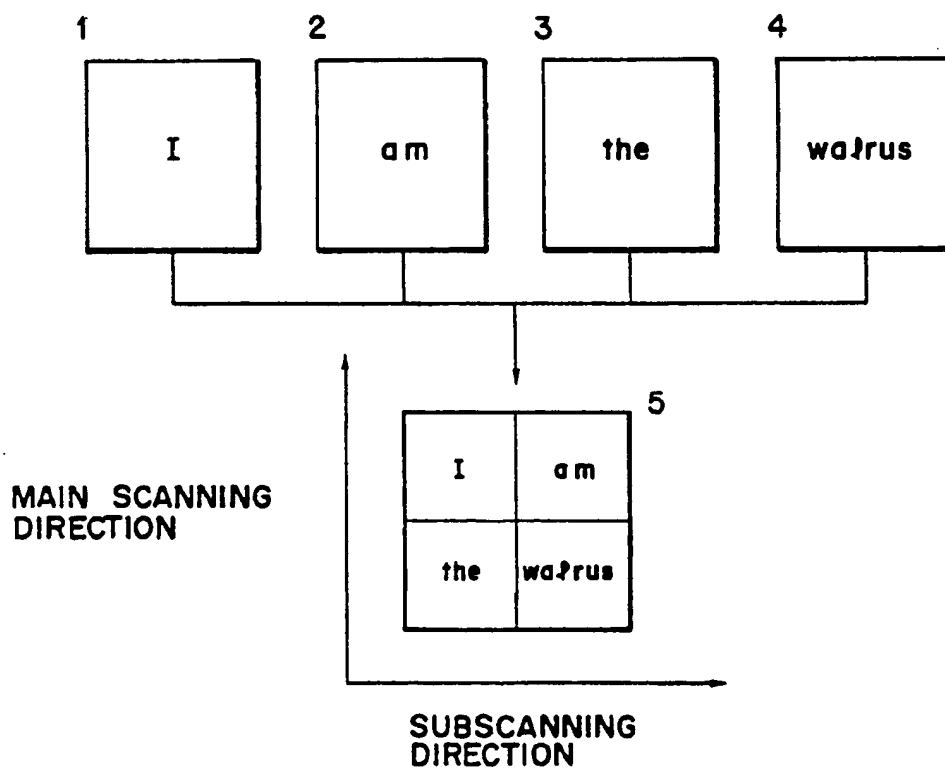 1 2 3 4
I am the walrus
5
I am
MAIN SCANNING
DIRECTION
the walrus
SUBSCANNING
DIRECTION